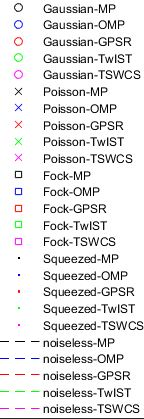 Gaussian-MP
Gaussian-OMP
Gaussian-GPSR
Gaussian-TwIST
Gaussian-TSWCS
Poisson-MP
Poisson-OMP
Poisson-GPSR
Poisson-TwIST
Poisson-TSWCS
Fock-MP
Fock-OMP
Fock-GPSR
Fock-TwIST
Fock-TSWCS
Squeezed-MP
Squeezed-OMP
Squeezed-GPSR
Squeezed-TwIST
Squeezed-TSWCS
noiseless-MP
noiseless-OMP
noiseless-GPSR
noiseless-TwIST
noiseless-TSWCS